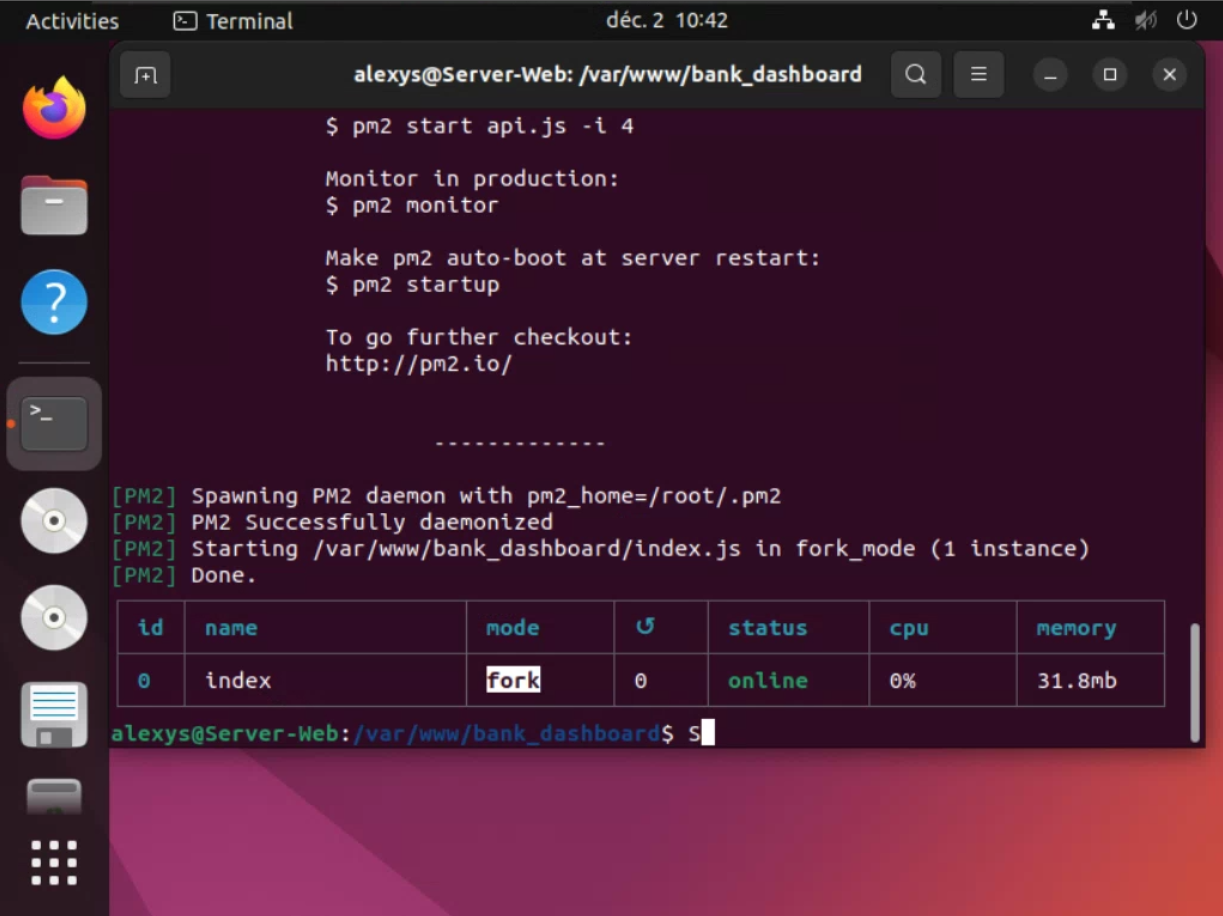 Activities Terminal déc. 2 10:42
alexys@Server-Web: /var/www/bank_dashboard
$ pm2 start api.js -i 4
Monitor in production:
$ pm2 monitor
Make pm2 auto-boot at server restart:
$ pm2 startup
To go further checkout:
http://pm2.io/
-------------
[PM2] Spawning PM2 daemon with pm2_home=/root/.pm2
[PM2] PM2 Successfully daemonized
[PM2] Starting /var/www/bank_dashboard/index.js in fork_mode (1 instance)
[PM2] Done.
id name mode ↺ status cpu memory
0 index fork 0 online 0% 31.8mb
alexys@Server-Web:/var/www/bank_dashboard$ S